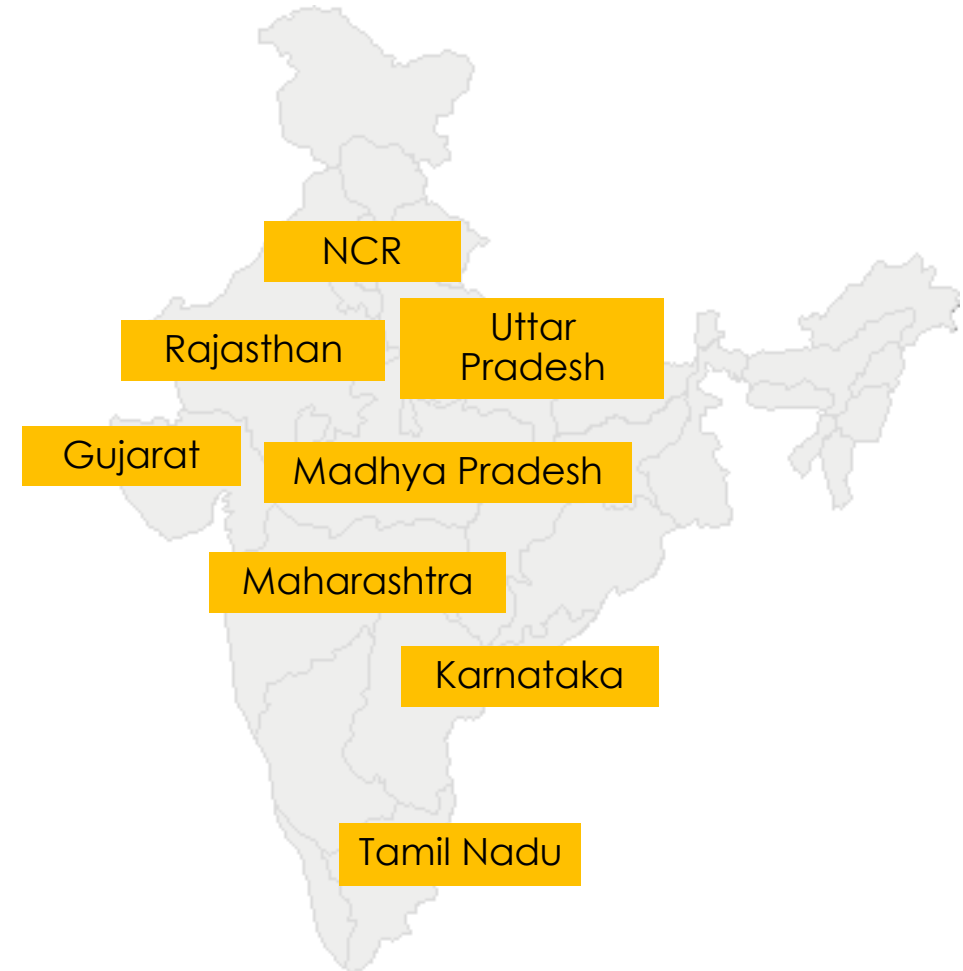 NCR
Uttar
Pradesh
Rajasthan
Gujarat
Madhya Pradesh
Maharashtra
Karnataka
Tamil Nadu